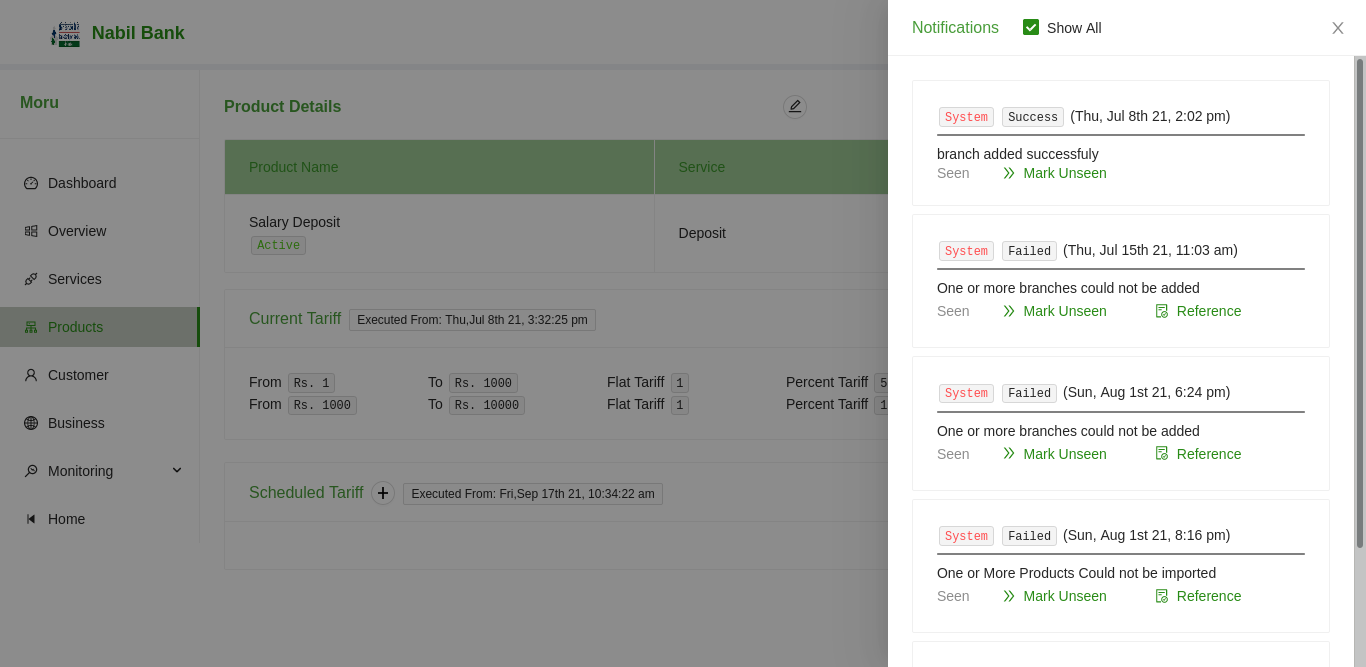 Nabil Bank
Moru
Dashboard
Overview
Services
Products
Customer
Business
Monitoring
Home
Product Details
Product Name Service
Salary Deposit
Active
Deposit
Current Tariff Executed From: Thu,Jul 8th 21, 3:32:25 pm
From Rs. 1 To Rs. 1000 Flat Tariff 1 Percent Tariff 5
From Rs. 1000 To Rs. 10000 Flat Tariff 1 Percent Tariff 1
Scheduled Tariff Executed From: Fri,Sep 17th 21, 10:34:22 am
Notifications Show All
System Success (Thu, Jul 8th 21, 2:02 pm)
branch added successfuly
Seen Mark Unseen
System Failed (Thu, Jul 15th 21, 11:03 am)
One or more branches could not be added
Seen Mark Unseen Reference
System Failed (Sun, Aug 1st 21, 6:24 pm)
One or more branches could not be added
Seen Mark Unseen Reference
System Failed (Sun, Aug 1st 21, 8:16 pm)
One or More Products Could not be imported
Seen Mark Unseen Reference